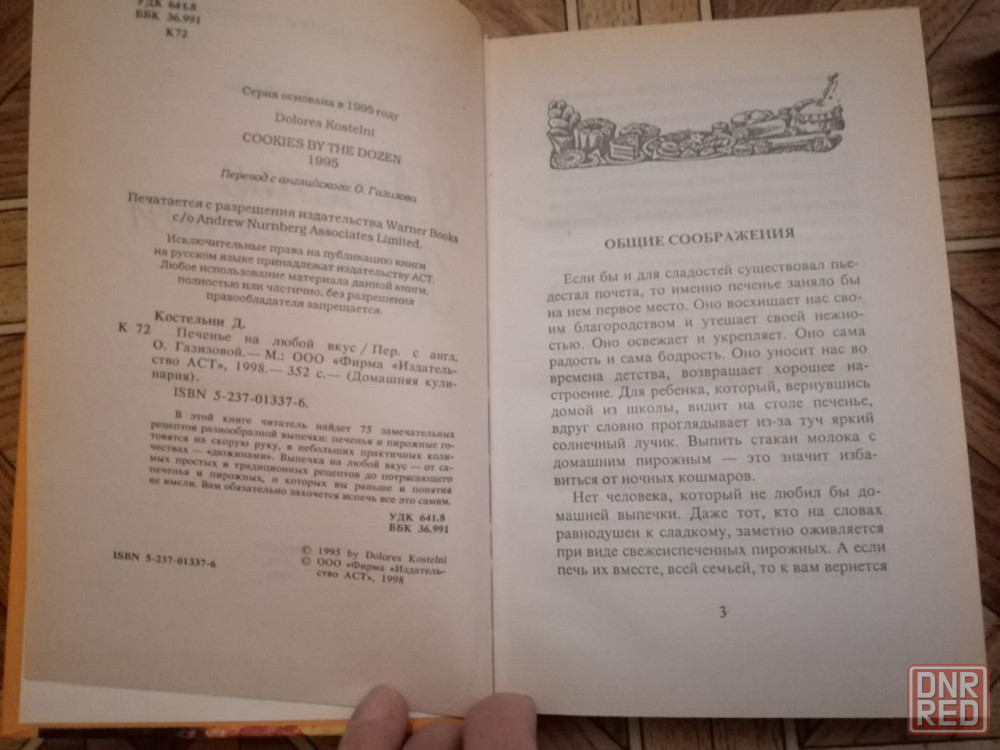 УДК 641.8
ББК 36.991
К72
Серия основана в 1995 году
Dolores Kostelni
COOKIES BY THE DOZEN
1995
Перевод с английского: О. Газизова
Печатается с разрешения издательства Warner Books
c/o Andrew Nurnberg Associates Limited.
Исключительные права на публикацию книги
на русском языке принадлежат издательству АСТ.
Любое использование материала данной книги,
полностью или частично, без разрешения
правообладателя запрещается.
Костельни Д.
К 72 Печенье на любой вкус / Пер. с англ.
О. Газизовой.— М.: ООО «Фирма «Издатель-
ство АСТ», 1998.— 352 с.— (Домашняя кули-
нария).
ISBN 5-237-01337-6.
В этой книге читатель найдет 75 замечательных
рецептов разнообразной выпечки: печенья и пирожные го-
товятся на скорую руку, в небольших практичных коли-
чествах — «дюжинами». Выпечка на любой вкус — от са-
мых простых и традиционных рецептов до потрясающего
печенья и пирожных, о которых вы раньше и понятия
не имели. Вам обязательно захочется испечь все это самим.
УДК 641.8
ББК 36.991
ISBN 5-237-01337-6
© 1995 by Dolores Kostelni
© ООО «Фирма «Издатель-
ство АСТ», 1998
ОБЩИЕ СООБРАЖЕНИЯ
Если бы и для сладостей существовал пье-
дестал почета, то именно печенье заняло бы
на нем первое место. Оно восхищает нас сво-
им благородством и утешает своей нежно-
стью. Оно освежает и укрепляет. Оно сама
радость и сама бодрость. Оно уносит нас во
времена детства, возвращает хорошее на-
строение. Для ребенка, который, вернувшись
домой из школы, видит на столе печенье,
вдруг словно проглядывает из-за туч яркий
солнечный лучик. Выпить стакан молока с
домашним пирожным — это значит изба-
виться от ночных кошмаров.
Нет человека, который не любил бы до-
машней выпечки. Даже тот, кто на словах
равнодушен к сладкому, заметно оживляется
при виде свежеиспеченных пирожных. А если
печь их вместе, всей семьей, то к вам вернется
3
DNR
RED